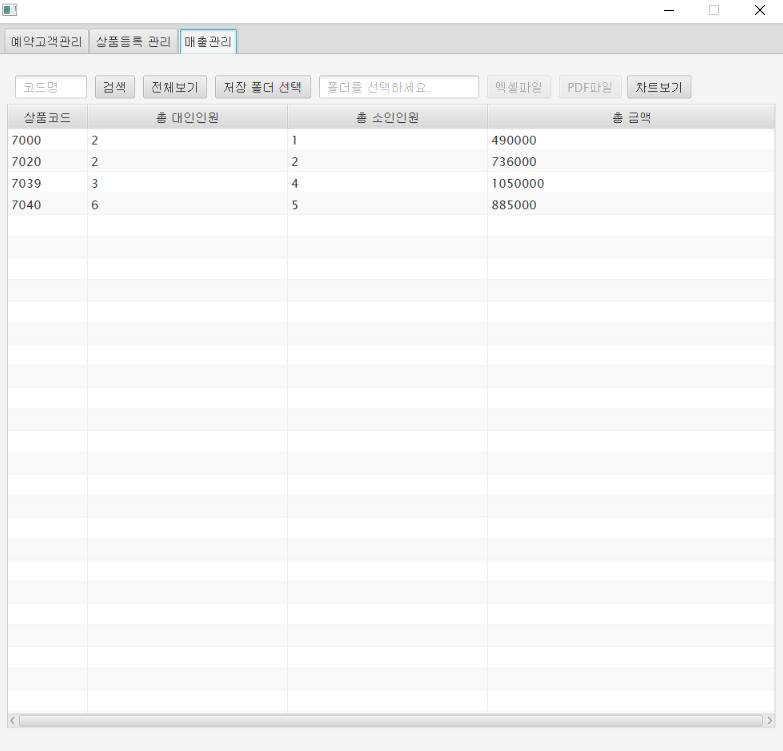 예약고객관리 상품등록 관리 매출관리
코드명 검색 전체보기 저장 폴더 선택 폴더를 선택하세요. 엑셀파일 PDF파일 차트보기
상품코드 총 대인인원 총 소인인원 총 금액
7000 2 1 490000
7020 2 2 736000
7039 3 4 1050000
7040 6 5 885000